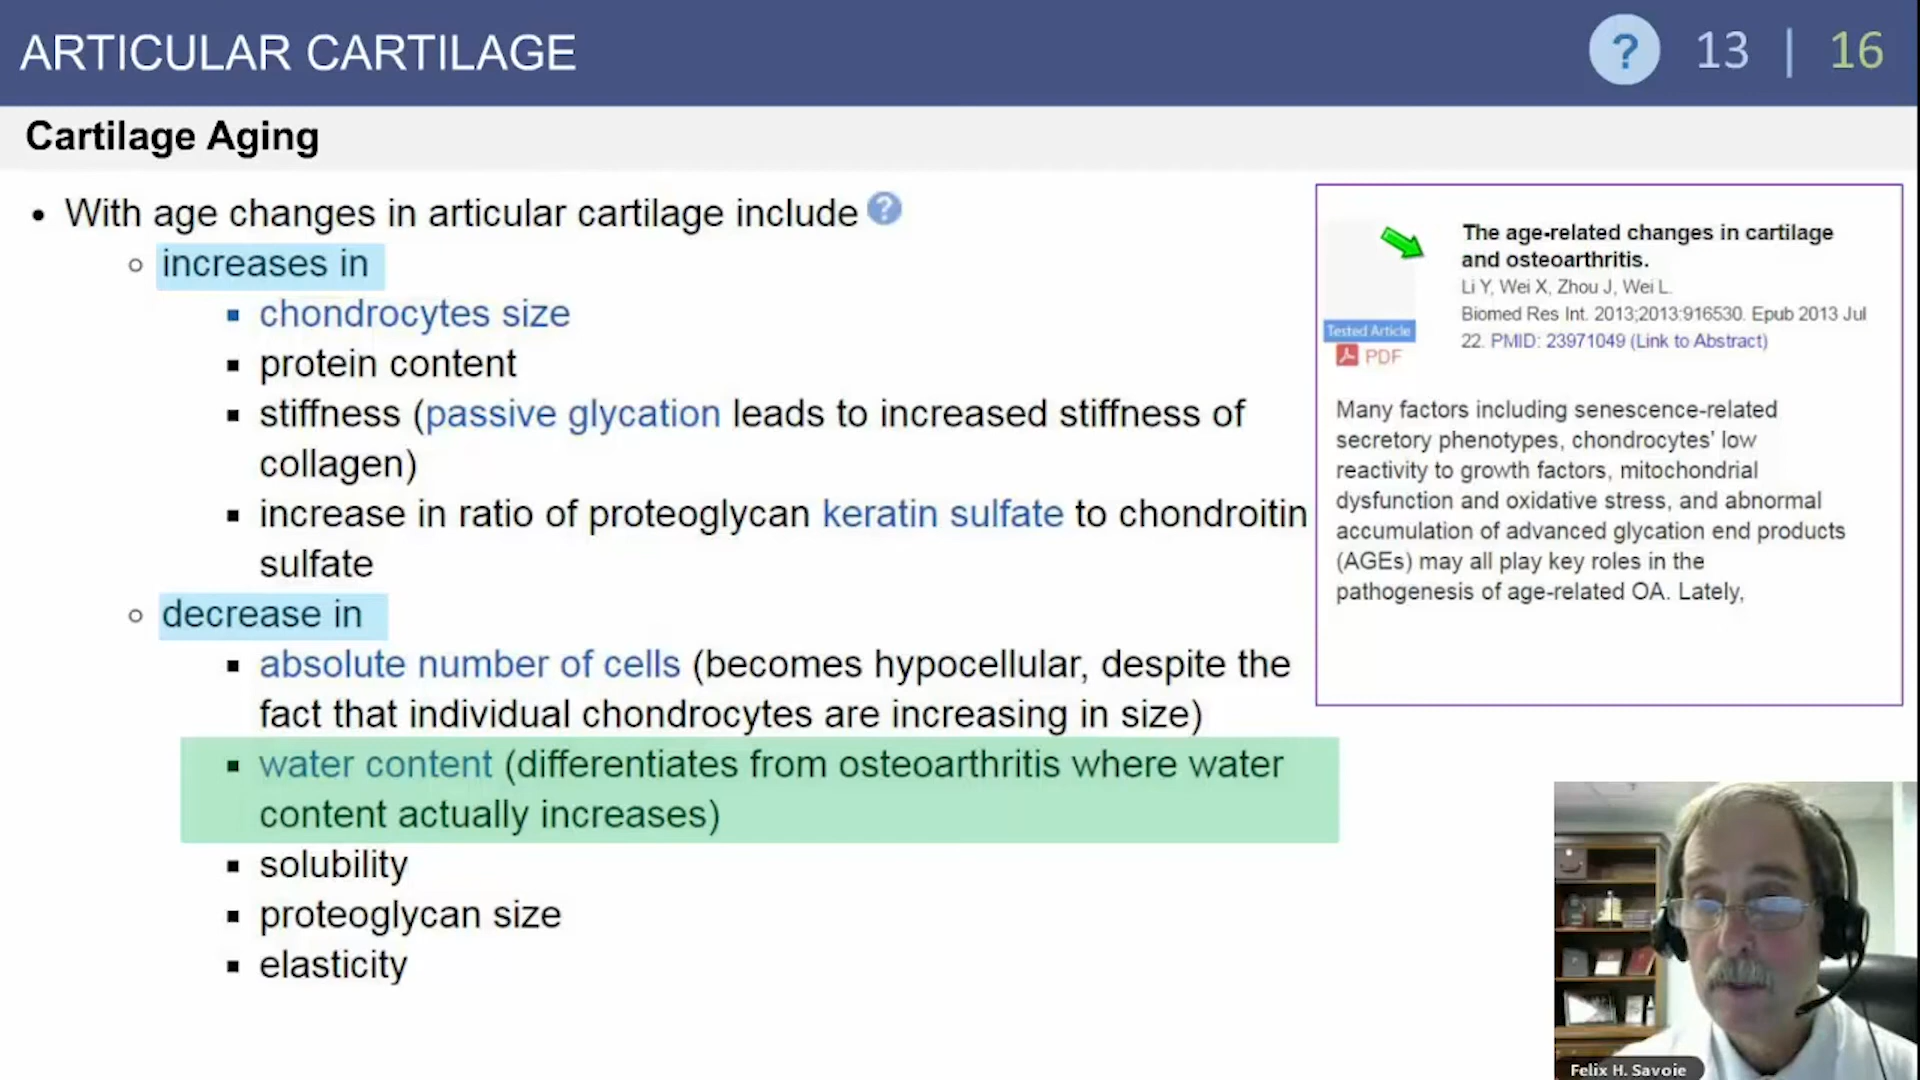 ARTICULAR CARTILAGE
? 13 | 16
Cartilage Aging
• With age changes in articular cartilage include ?
increases in
chondrocytes size
protein content
stiffness (passive glycation leads to increased stiffness of
collagen)
increase in ratio of proteoglycan keratin sulfate to chondroitin
sulfate
decrease in
absolute number of cells (becomes hypocellular, despite the
fact that individual chondrocytes are increasing in size)
water content (differentiates from osteoarthritis where water
content actually increases)
solubility
proteoglycan size
elasticity
The age-related changes in cartilage
and osteoarthritis.
Li Y, Wei X, Zhou J, Wei L.
Biomed Res Int. 2013;2013:916530. Epub 2013 Jul
22. PMID: 23971049 (Link to Abstract)
Tested Article
PDF
Many factors including senescence-related
secretory phenotypes, chondrocytes' low
reactivity to growth factors, mitochondrial
dysfunction and oxidative stress, and abnormal
accumulation of advanced glycation end products
(AGEs) may all play key roles in the
pathogenesis of age-related OA. Lately,
Felix H. Savoie